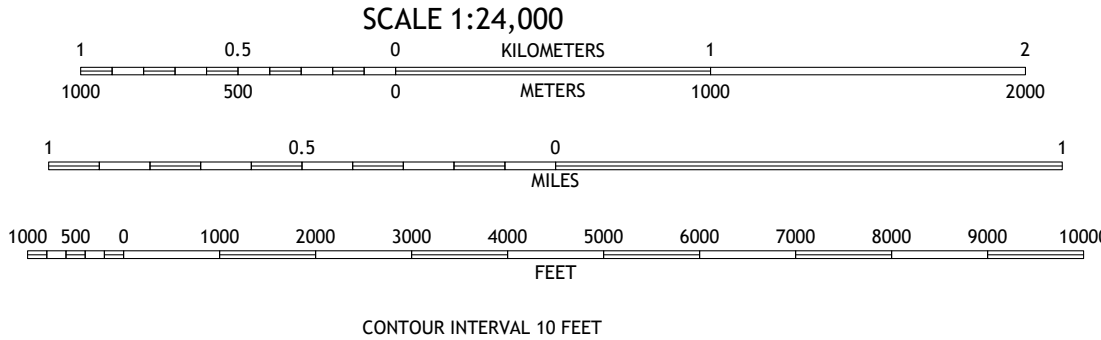 SCALE 1:24,000
1 0.5 0 KILOMETERS 1 2
1000 500 0 METERS 1000 2000
1 0.5 0 1
MILES
1000 500 0 1000 2000 3000 4000 5000 6000 7000 8000 9000 10000
FEET
CONTOUR INTERVAL 10 FEET